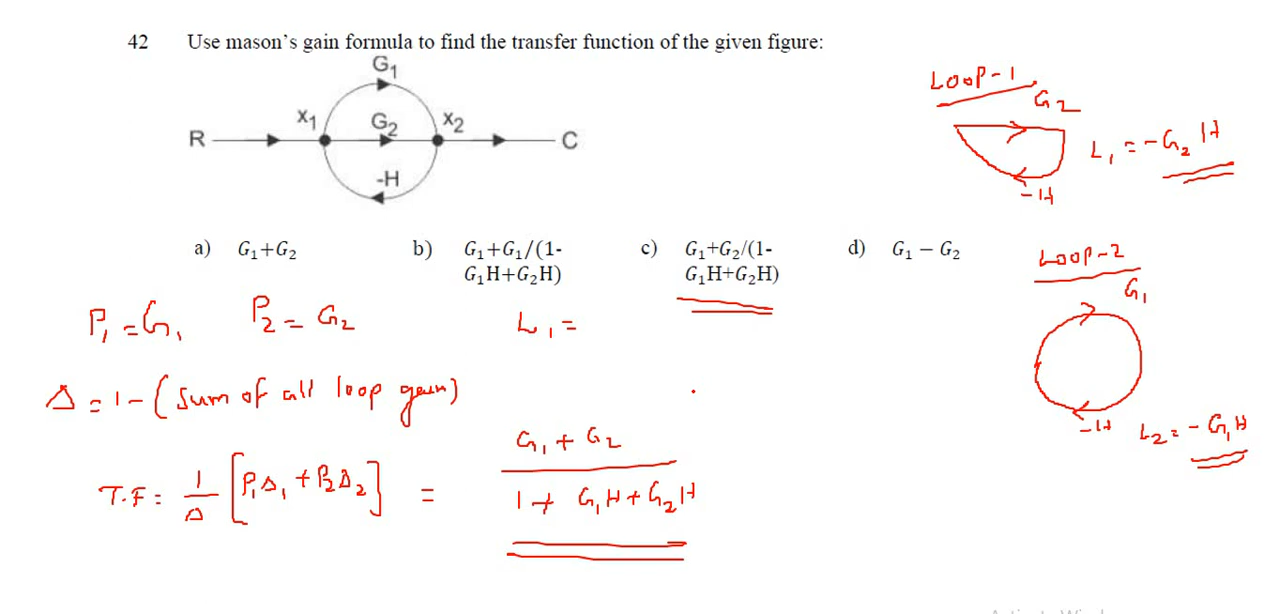 42 Use mason's gain formula to find the transfer function of the given figure:
G₁
X₁ G₂ X₂
R C
-H
a) G₁+G₂ b) G₁+G₁/(1- c) G₁+G₂/(1- d) G₁ − G₂
G₁H+G₂H) G₁H+G₂H)
P₁ = G₁ P₂ = G₂ L₁ =
Δ = 1 - ( Sum of all loop gain)
T.F = 1/Δ [P₁Δ₁ + P₂Δ₂] = G₁ + G₂ / 1 + G₁H + G₂H
Loop-1
G₂
L₁ = - G₂ H
-H
Loop-2
G₁
-H L₂ = - G₁H